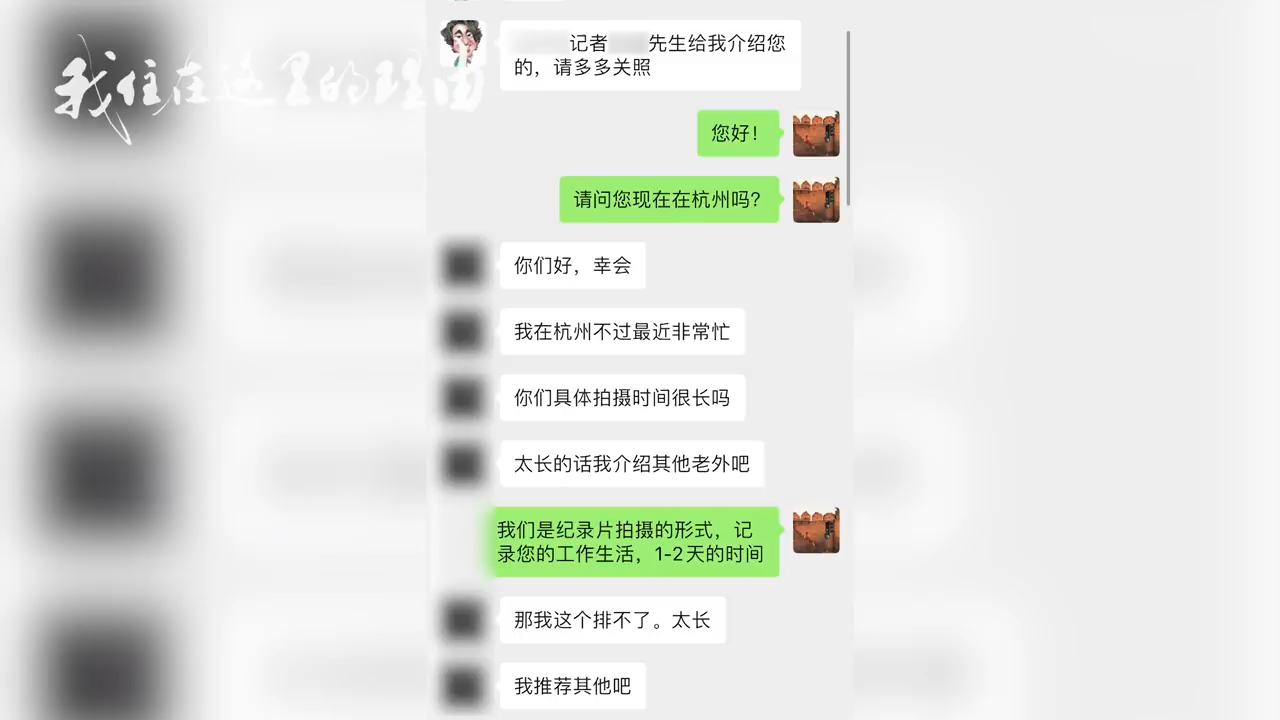 我住在这里的理由
记者 先生给我介绍您
的，请多多关照
您好！
请问您现在在杭州吗？
你们好，幸会
我在杭州不过最近非常忙
你们具体拍摄时间很长吗
太长的话我介绍其他老外吧
我们是纪录片拍摄的形式，记
录您的工作生活，1-2天的时间
那我这个排不了。太长
我推荐其他吧